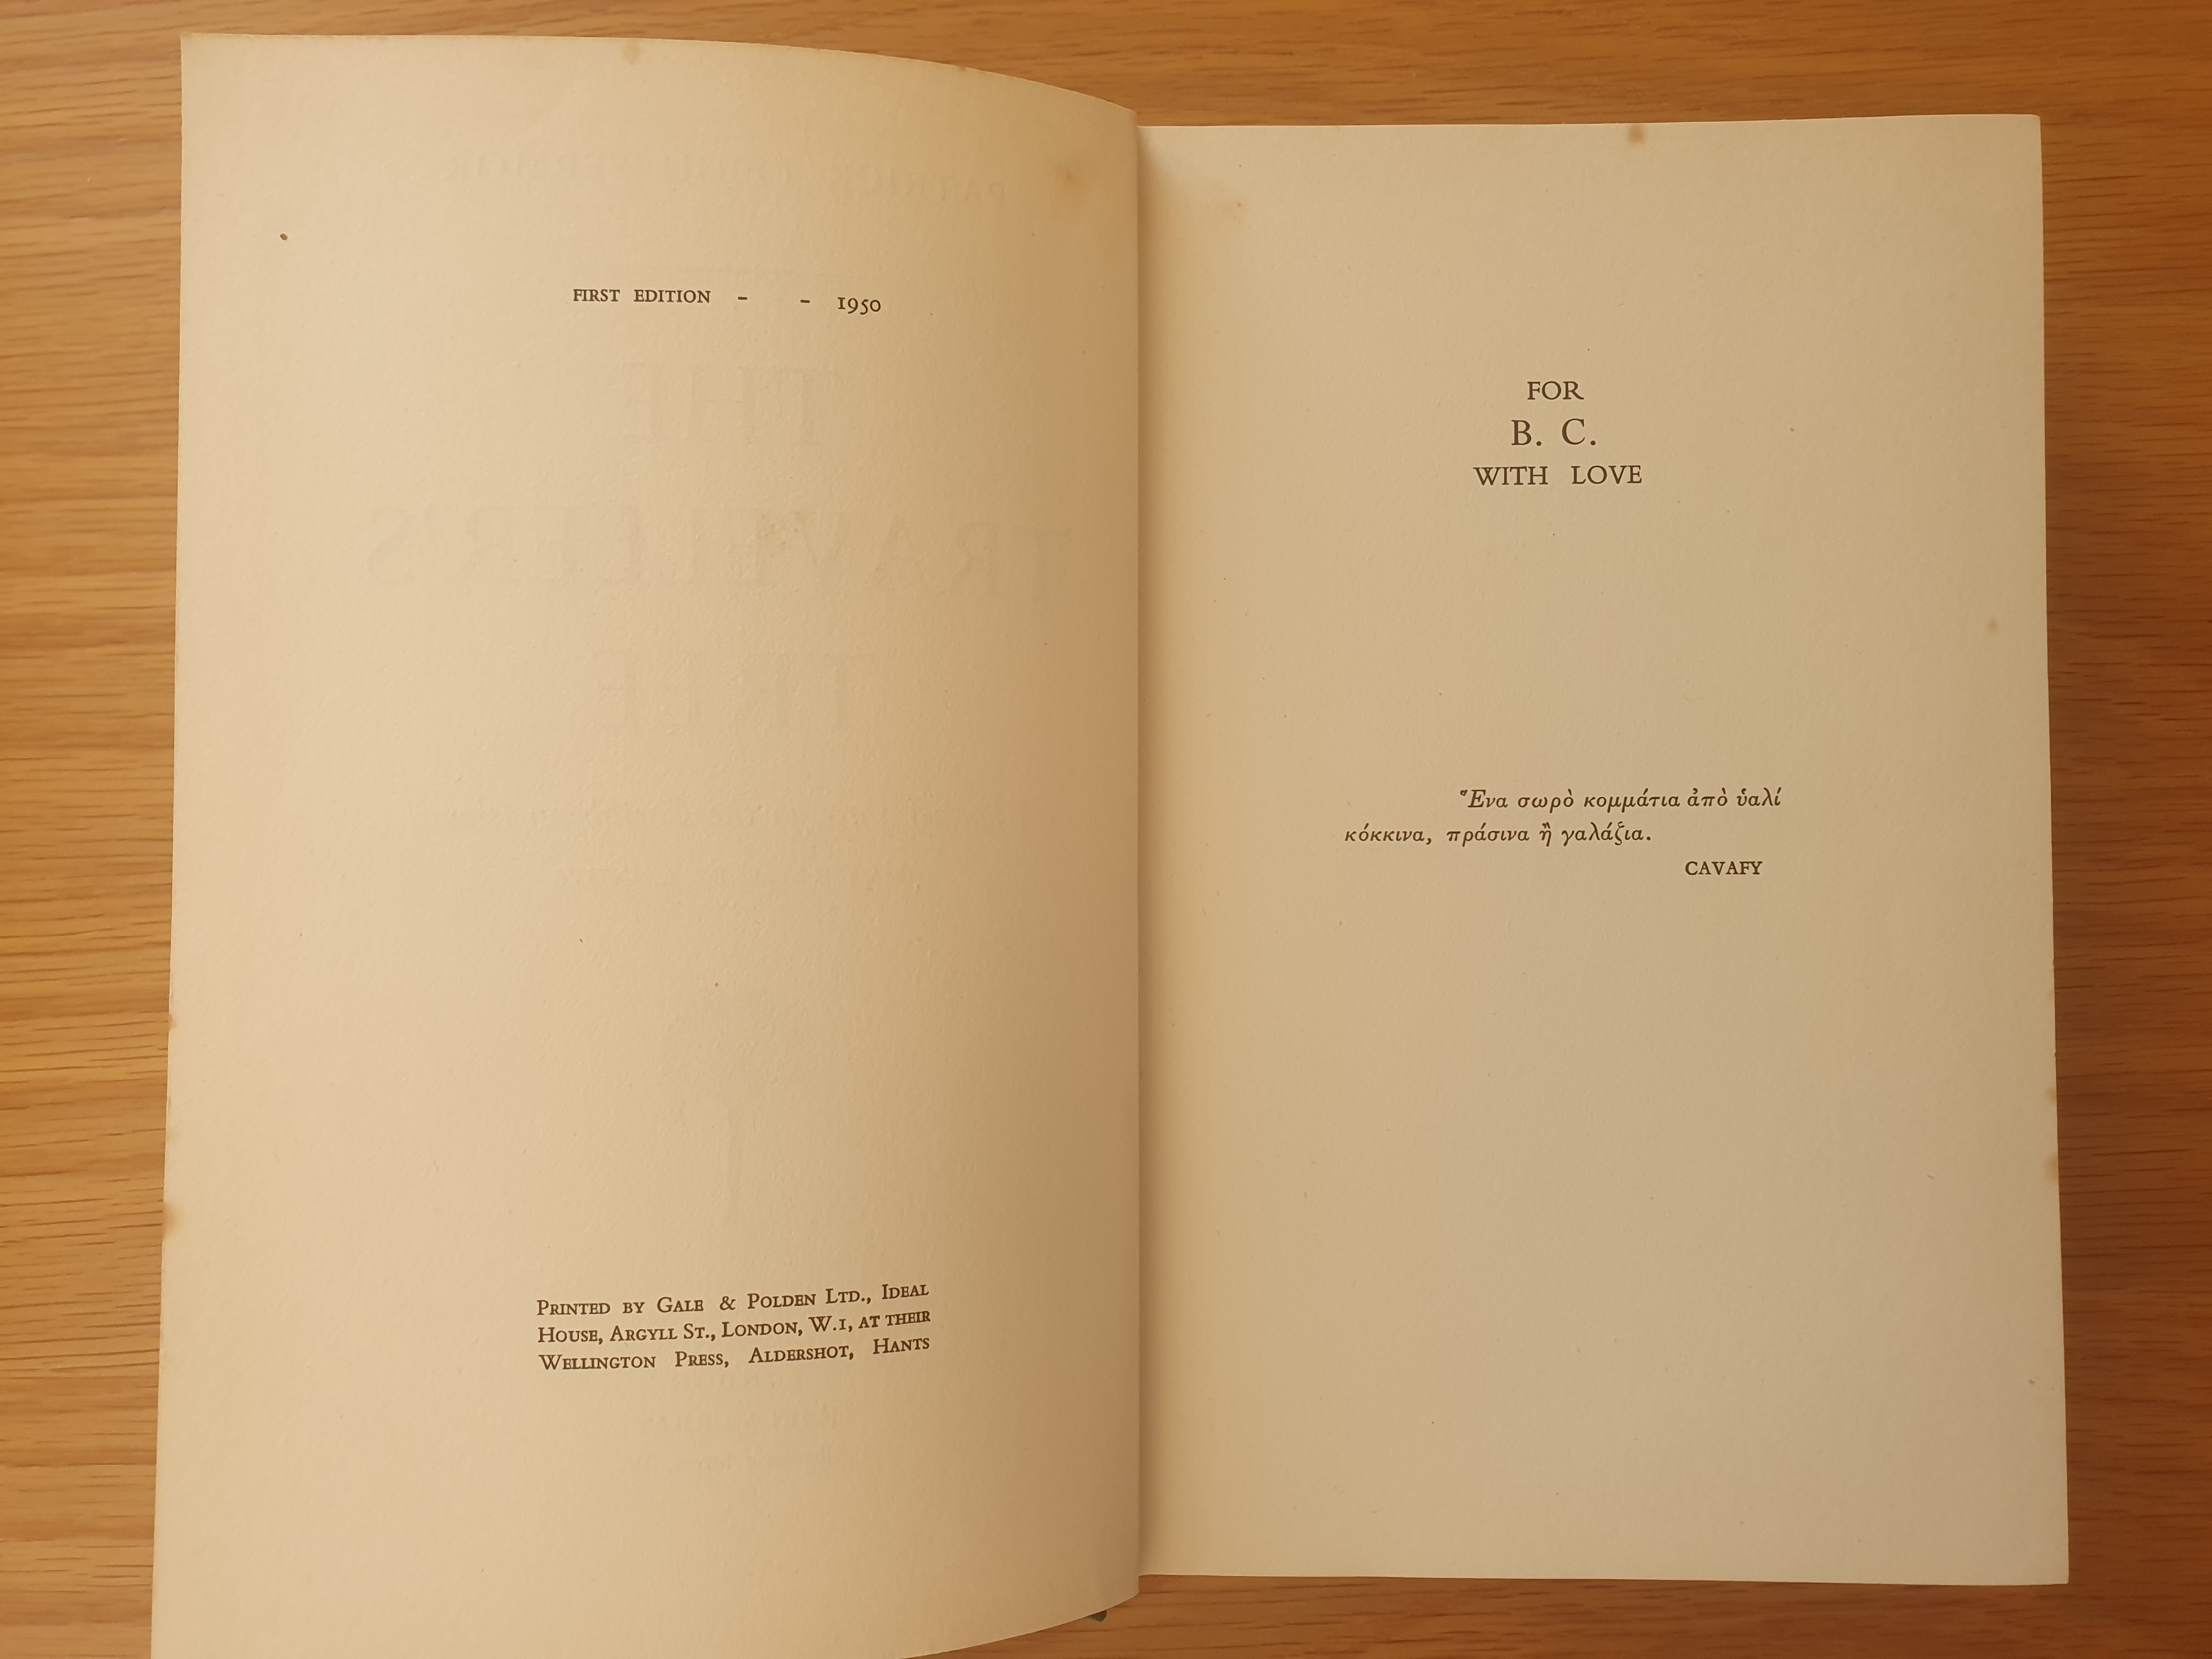 FIRST EDITION - - 1950
PRINTED BY GALE & POLDEN LTD., IDEAL
HOUSE, ARGYLL ST., LONDON, W.1, AT THEIR
WELLINGTON PRESS, ALDERSHOT, HANTS
FOR
B. C.
WITH LOVE
Ἕνα σωρὸ κομμάτια ἀπὸ ὑαλί
κόκκινα, πράσινα ἢ γαλάζια.
CAVAFY